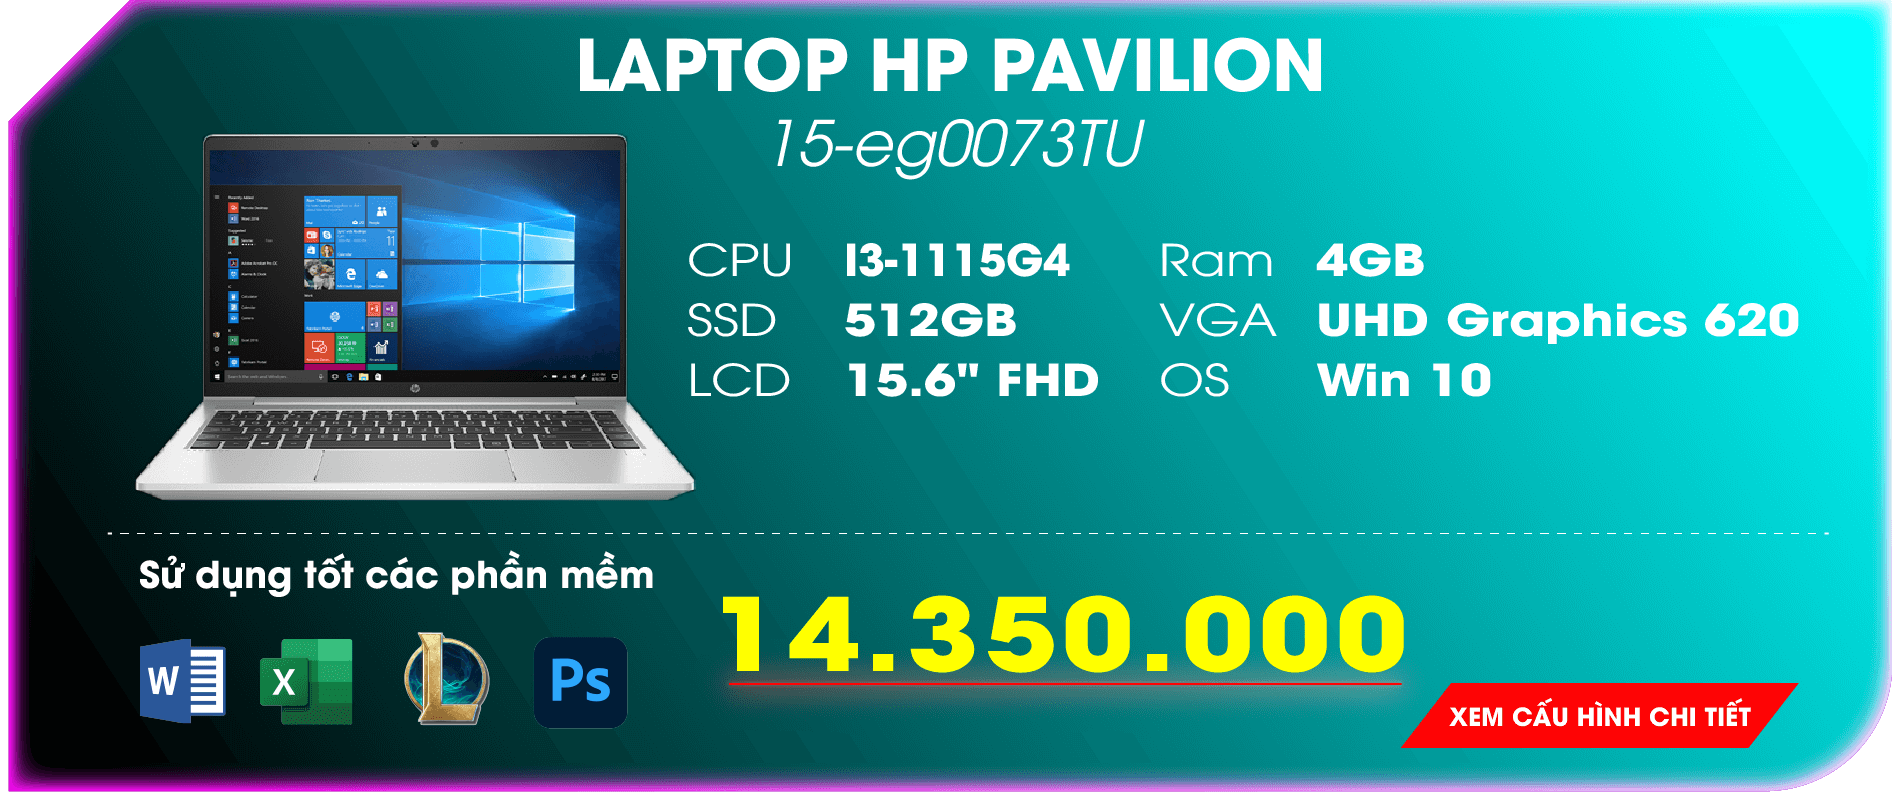 LAPTOP HP PAVILION
15-eg0073TU
CPU I3-1115G4 Ram 4GB
SSD 512GB VGA UHD Graphics 620
LCD 15.6" FHD OS Win 10
Sử dụng tốt các phần mềm
14.350.000
W X L Ps
XEM CẤU HÌNH CHI TIẾT